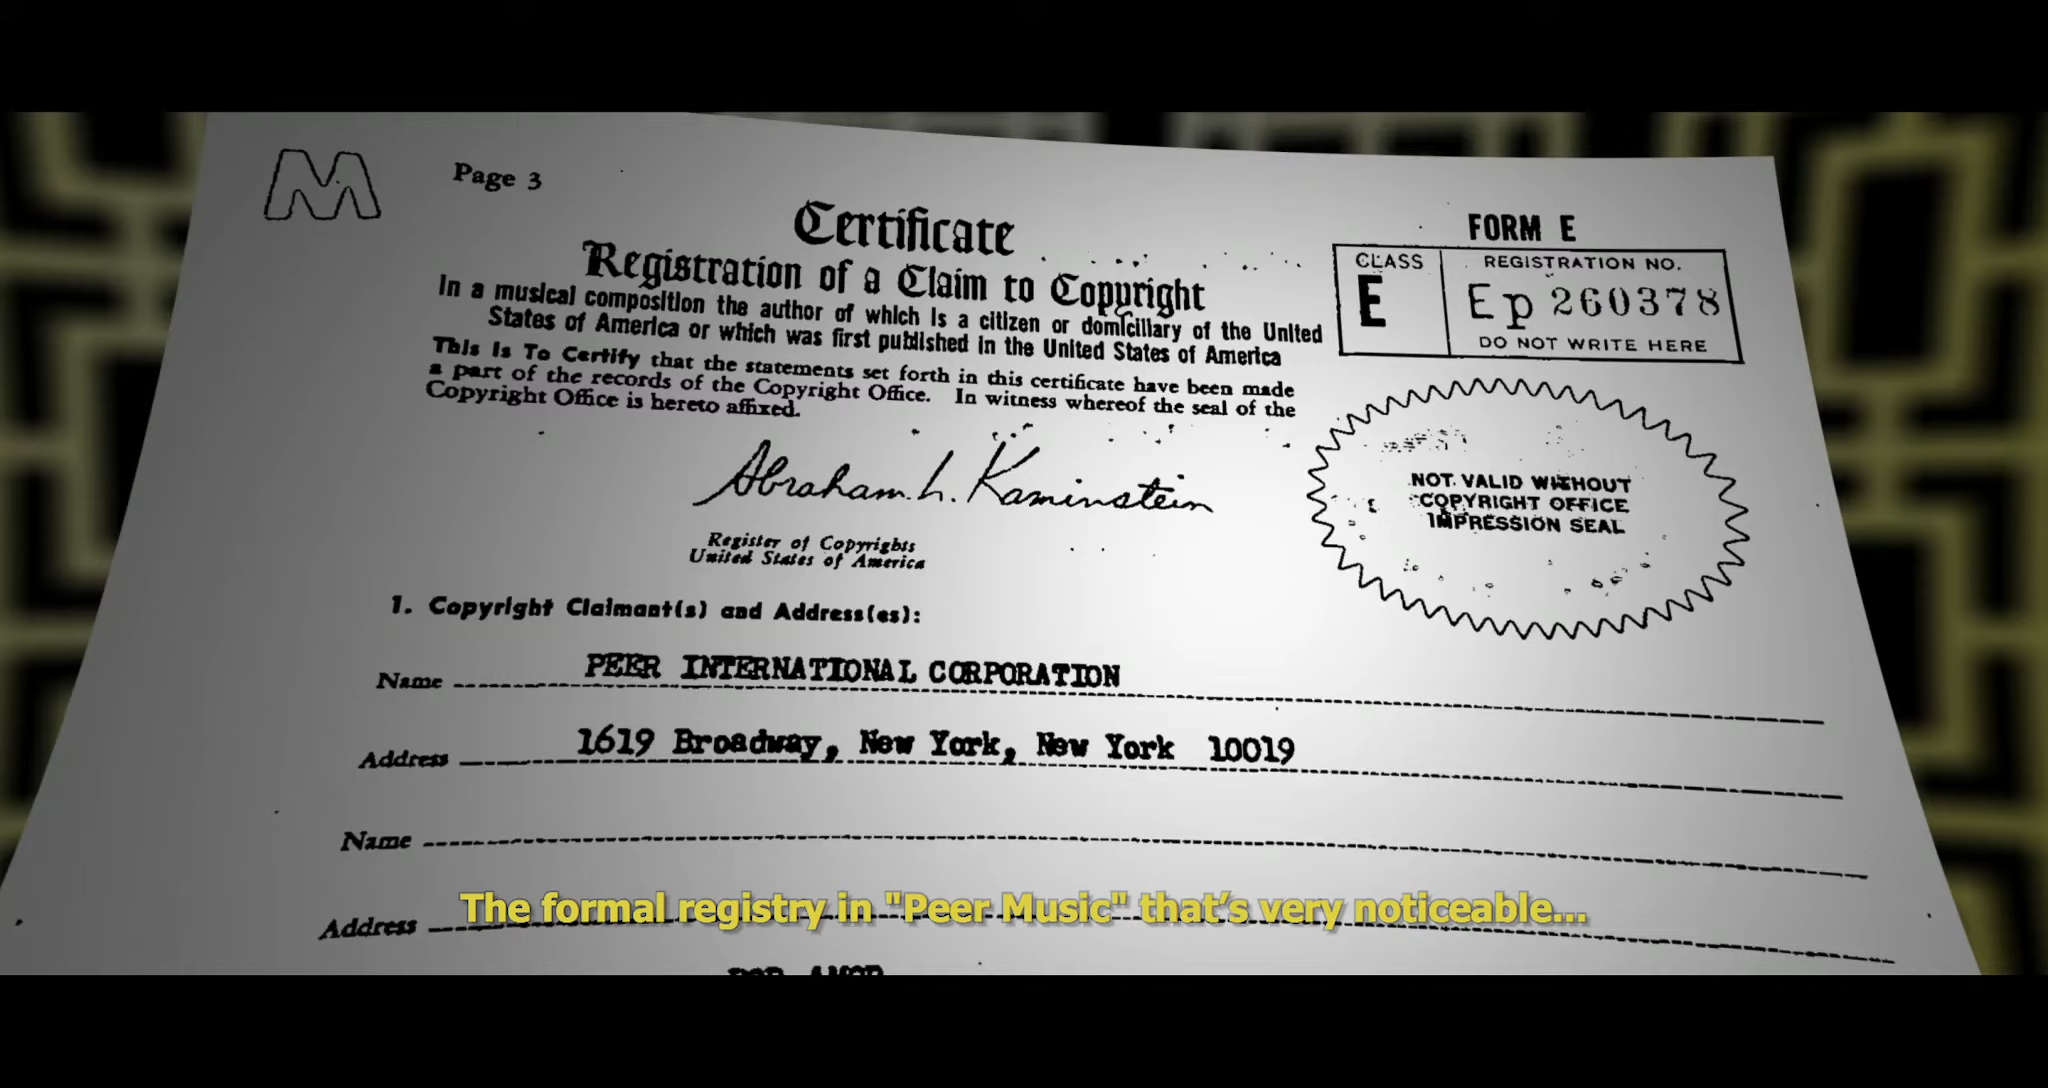 M
Page 3
Certificate
Registration of a Claim to Copyright
In a musical composition the author of which is a citizen or domiciliary of the United
States of America or which was first published in the United States of America
This Is To Certify that the statements set forth in this certificate have been made
a part of the records of the Copyright Office. In witness whereof the seal of the
Copyright Office is hereto affixed.
Abraham L. Kaminstein
Register of Copyrights
United States of America
FORM E
CLASS
E
REGISTRATION NO.
Ep 260378
DO NOT WRITE HERE
NOT VALID WITHOUT
COPYRIGHT OFFICE
IMPRESSION SEAL
1. Copyright Claimant(s) and Address(es):
Name PEER INTERNATIONAL CORPORATION
Address 1619 Broadway, New York, New York 10019
Name
Address
The formal registry in "Peer Music" that’s very noticeable...